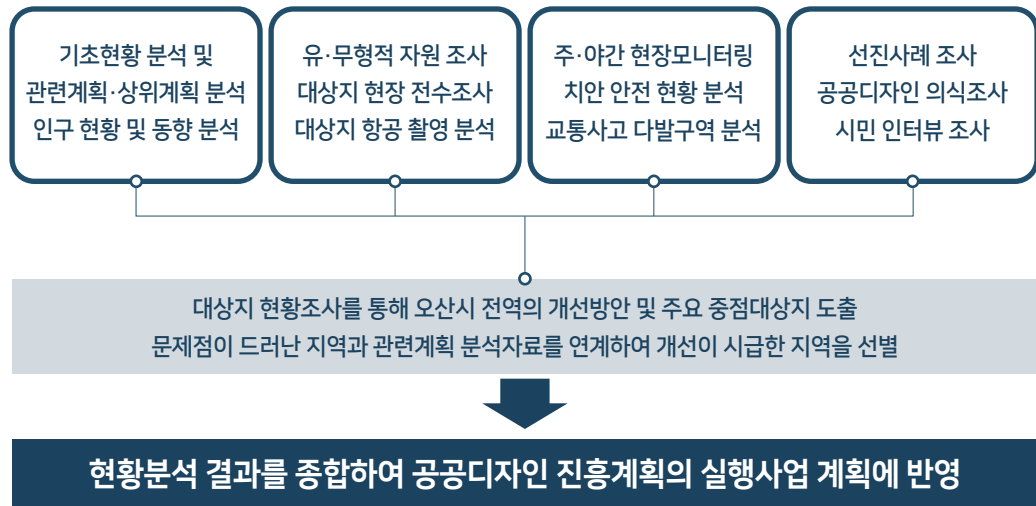 기초현황 분석 및
관련계획·상위계획 분석
인구 현황 및 동향 분석
유·무형적 자원 조사
대상지 현장 전수조사
대상지 항공 촬영 분석
주·야간 현장모니터링
치안 안전 현황 분석
교통사고 다발구역 분석
선진사례 조사
공공디자인 의식조사
시민 인터뷰 조사
대상지 현황조사를 통해 오산시 전역의 개선방안 및 주요 중점대상지 도출
문제점이 드러난 지역과 관련계획 분석자료를 연계하여 개선이 시급한 지역을 선별
현황분석 결과를 종합하여 공공디자인 진흥계획의 실행사업 계획에 반영